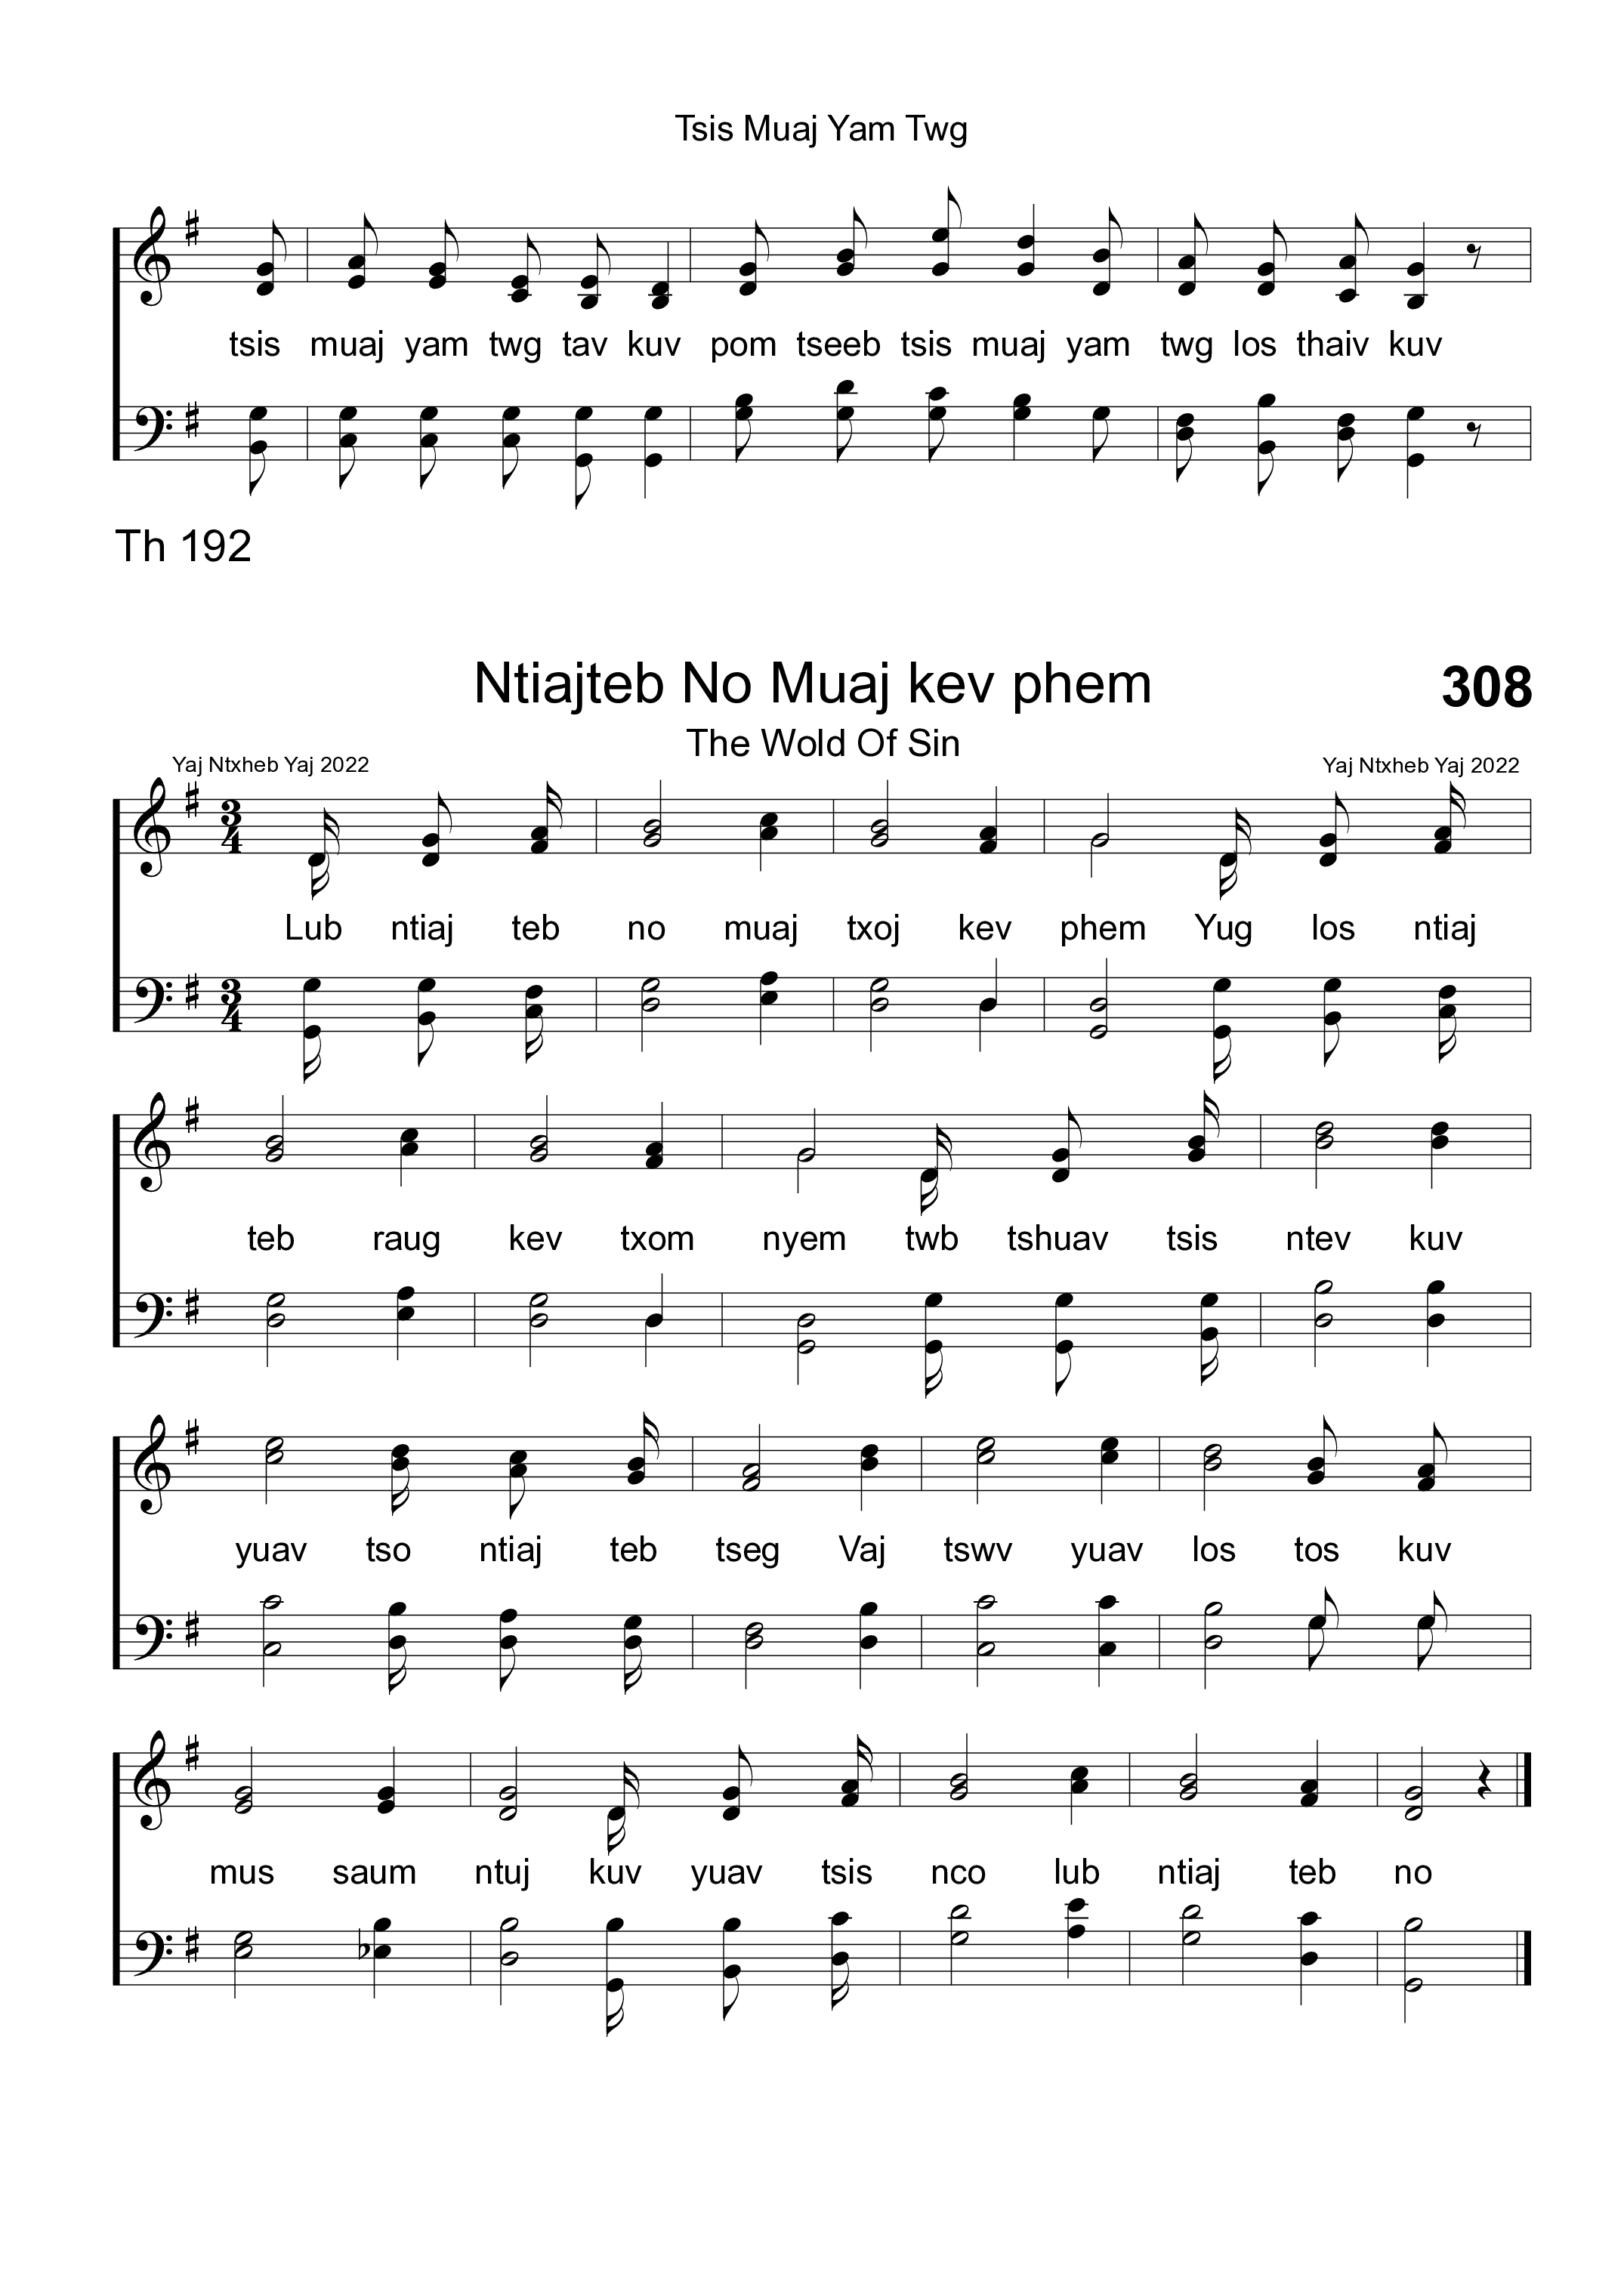 Tsis Muaj Yam Twg
tsis muaj yam twg tav kuv pom tseeb tsis muaj yam twg los thaiv kuv
Th 192
Ntiajteb No Muaj kev phem 308
The Wold Of Sin
Yaj Ntxheb Yaj 2022 Yaj Ntxheb Yaj 2022
3 4
Lub ntiaj teb no muaj txoj kev phem Yug los ntiaj
3 4
teb raug kev txom nyem twb tshuav tsis ntev kuv
yuav tso ntiaj teb tseg Vaj tswv yuav los tos kuv
mus saum ntuj kuv yuav tsis nco lub ntiaj teb no